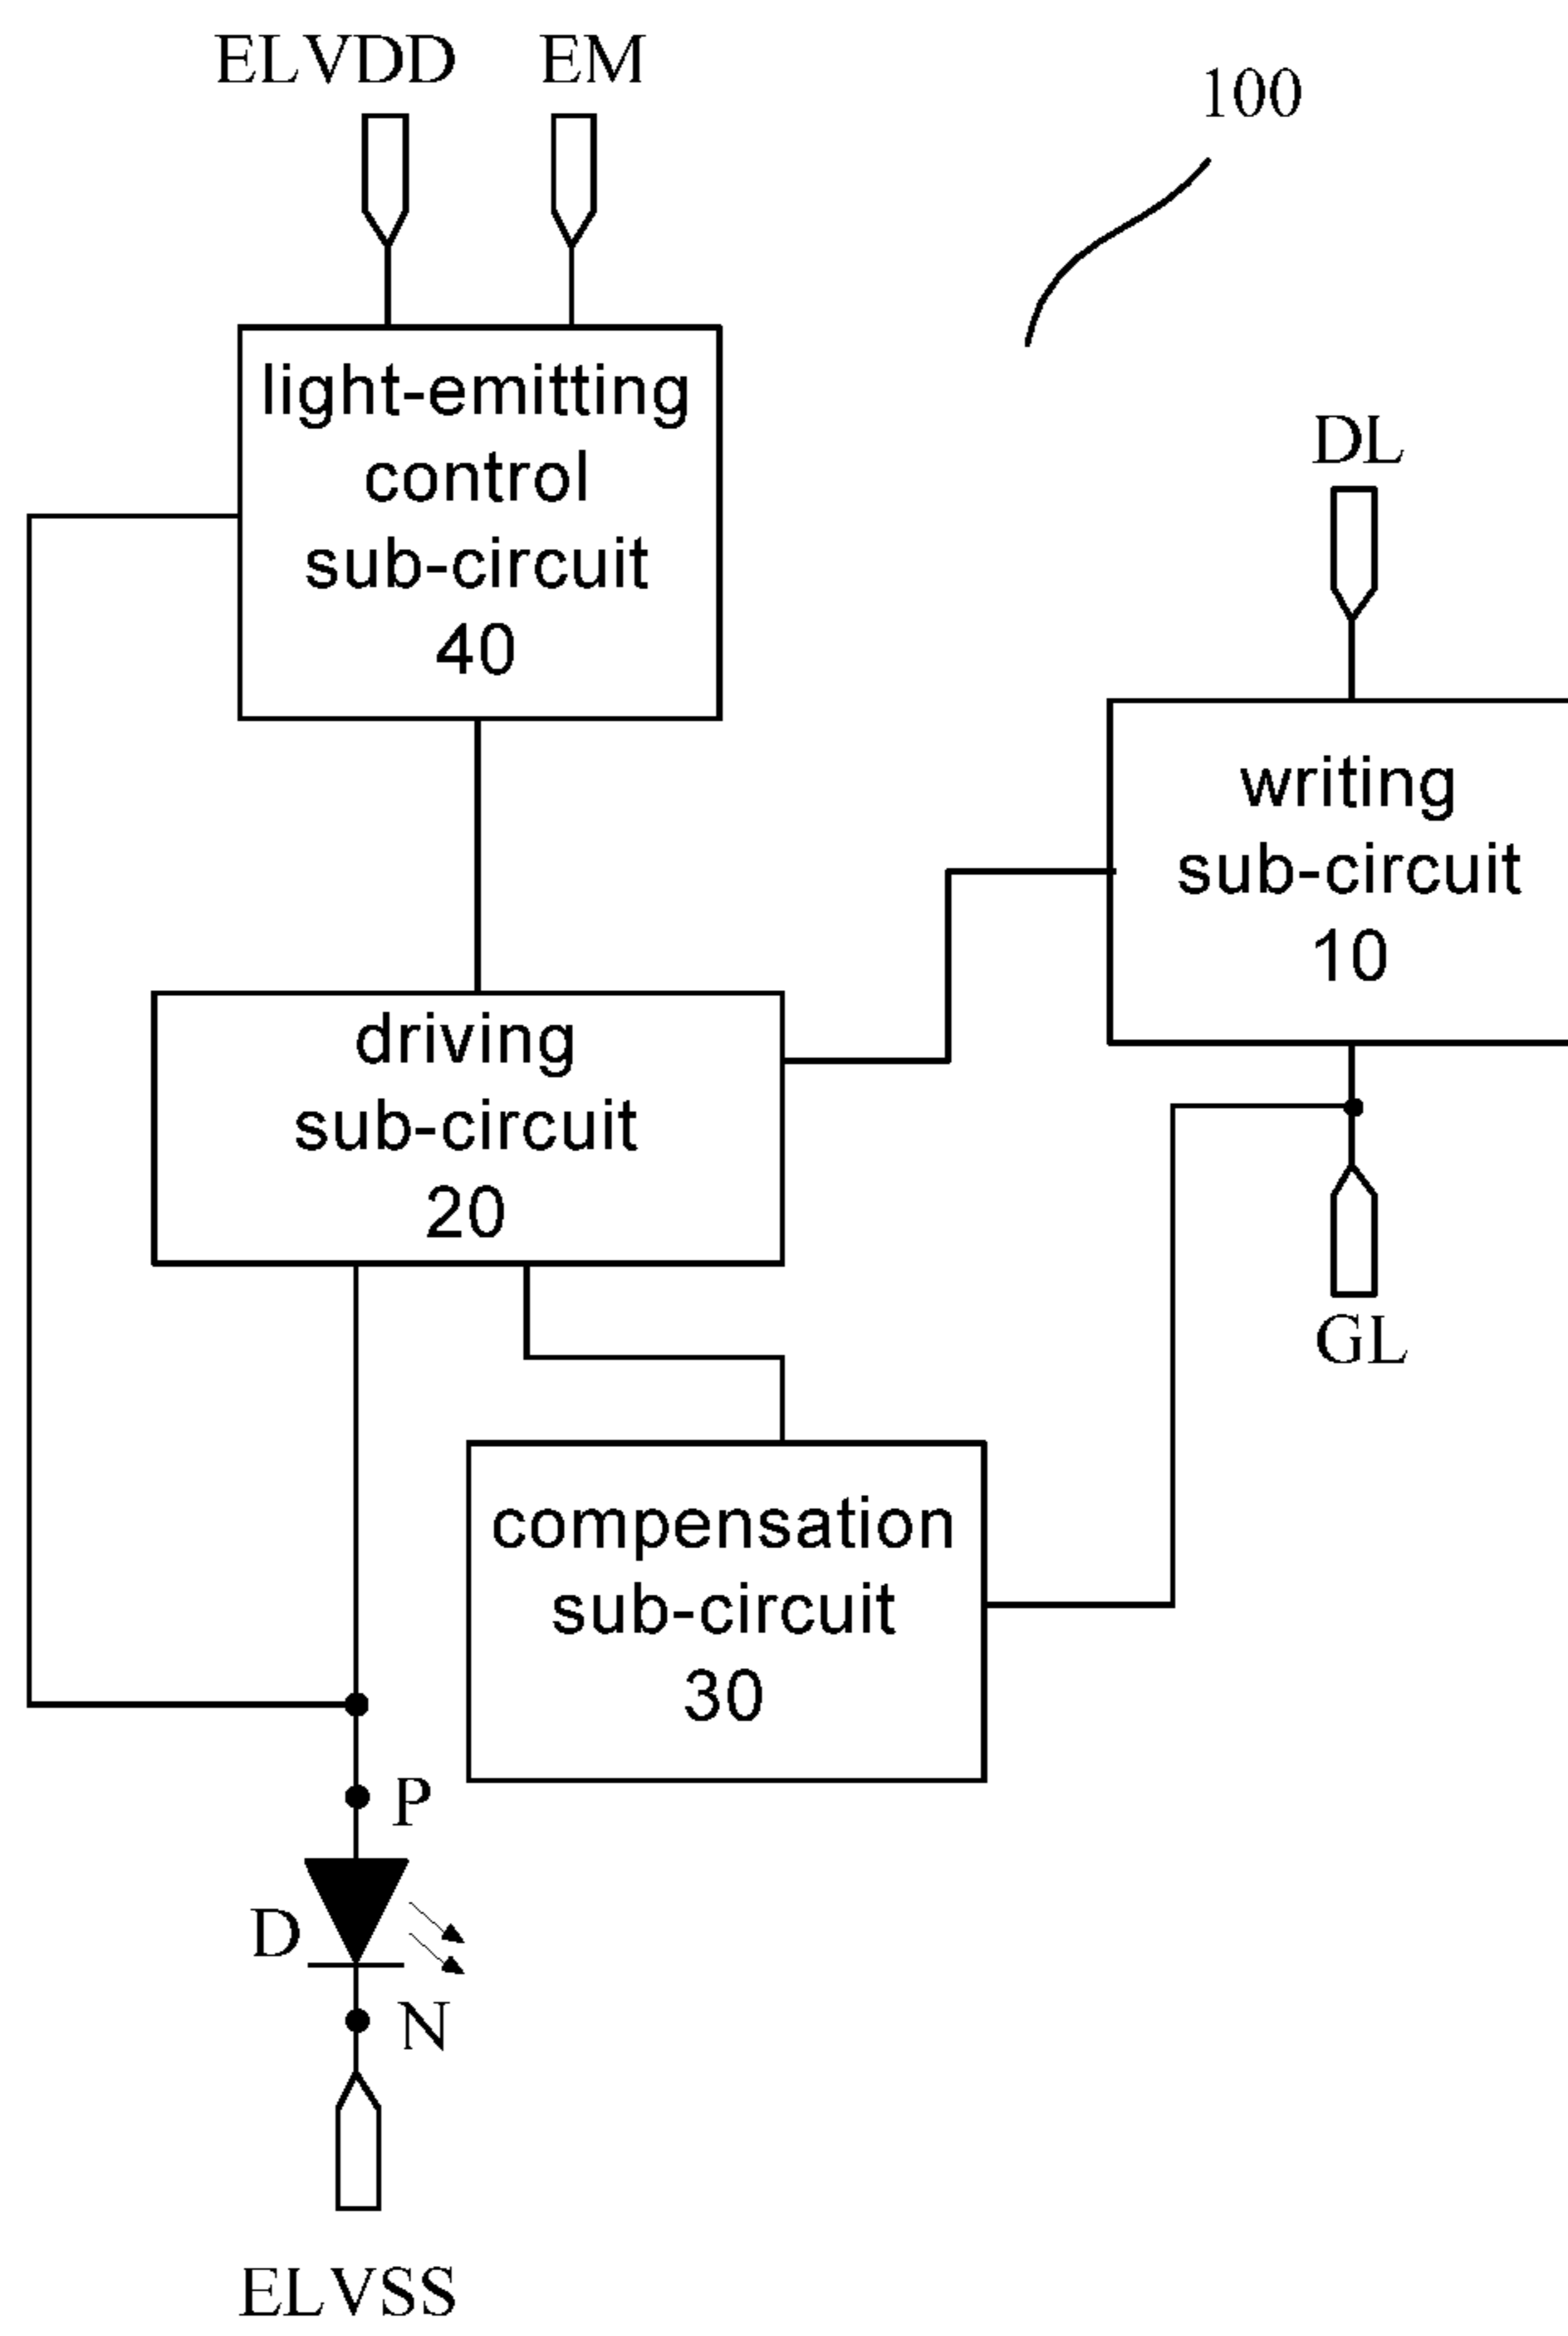 ELVDD EM
100
light-emitting
control
sub-circuit
40
DL
writing
sub-circuit
10
driving
sub-circuit
20
GL
compensation
sub-circuit
30
P
D
N
ELVSS